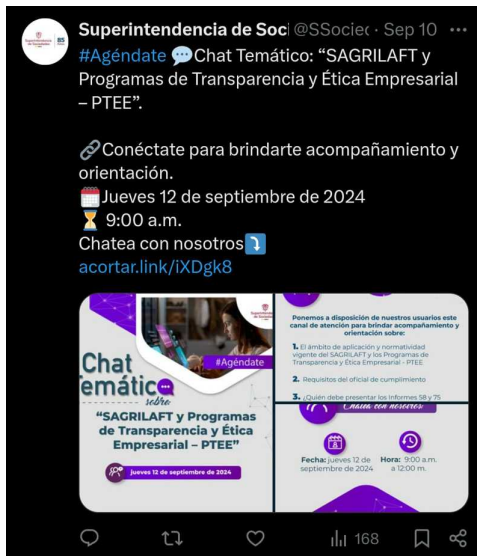 Superintendencia de Soci @SSociec · Sep 10
#Agéndate 💬Chat Temático: “SAGRILAFT y
Programas de Transparencia y Ética Empresarial
– PTEE”.
🔗Conéctate para brindarte acompañamiento y
orientación.
🗓️Jueves 12 de septiembre de 2024
⏳ 9:00 a.m.
Chatea con nosotros⤵️
acortar.link/iXDgk8
#Agéndate
Chat
Temático
sobre
“SAGRILAFT y Programas
de Transparencia y Ética
Empresarial – PTEE”
jueves 12 de septiembre de 2024
Ponemos a disposición de nuestros usuarios este
canal de atención para brindar acompañamiento y
orientación sobre:
1. El ámbito de aplicación y normatividad
vigente del SAGRILAFT y los Programas de
Transparencia y Ética Empresarial - PTEE
2. Requisitos del oficial de cumplimiento
3. ¿Quién debe presentar los Informes 58 y 75
Chatea con nosotros
Fecha: jueves 12 de
septiembre de 2024
Hora: 9:00 a.m.
a 12:00 m.
168